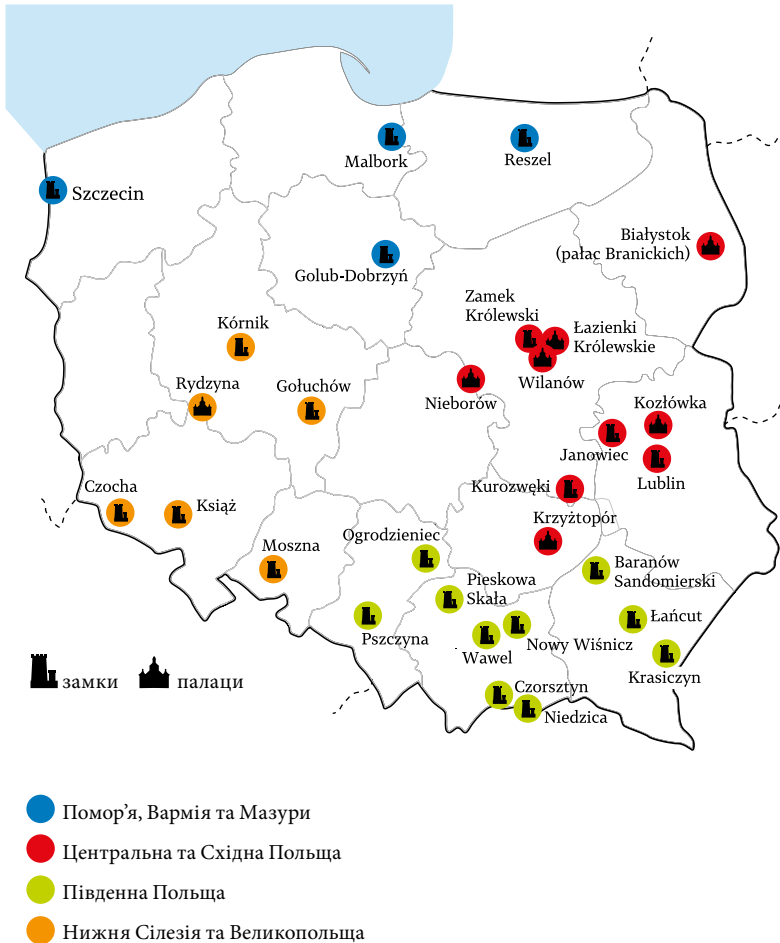 Malbork
Reszel
Szczecin
Białystok
(pałac Branickich)
Golub-Dobrzyń
Zamek
Królewski
Łazienki
Królewskie
Kórnik
Wilanów
Rydzyna
Gołuchów
Nieborów
Kozłówka
Janowiec
Lublin
Czocha
Książ
Kurozwęki
Krzyżtopór
Ogrodzieniec
Moszna
Baranów
Sandomierski
Pieskowa
Skała
Łańcut
Pszczyna
Wawel
Nowy Wiśnicz
Krasiczyn
Czorsztyn
Niedzica
замки
палаци
Помор’я, Вармія та Мазури
Центральна та Східна Польща
Південна Польща
Нижня Сілезія та Великопольща